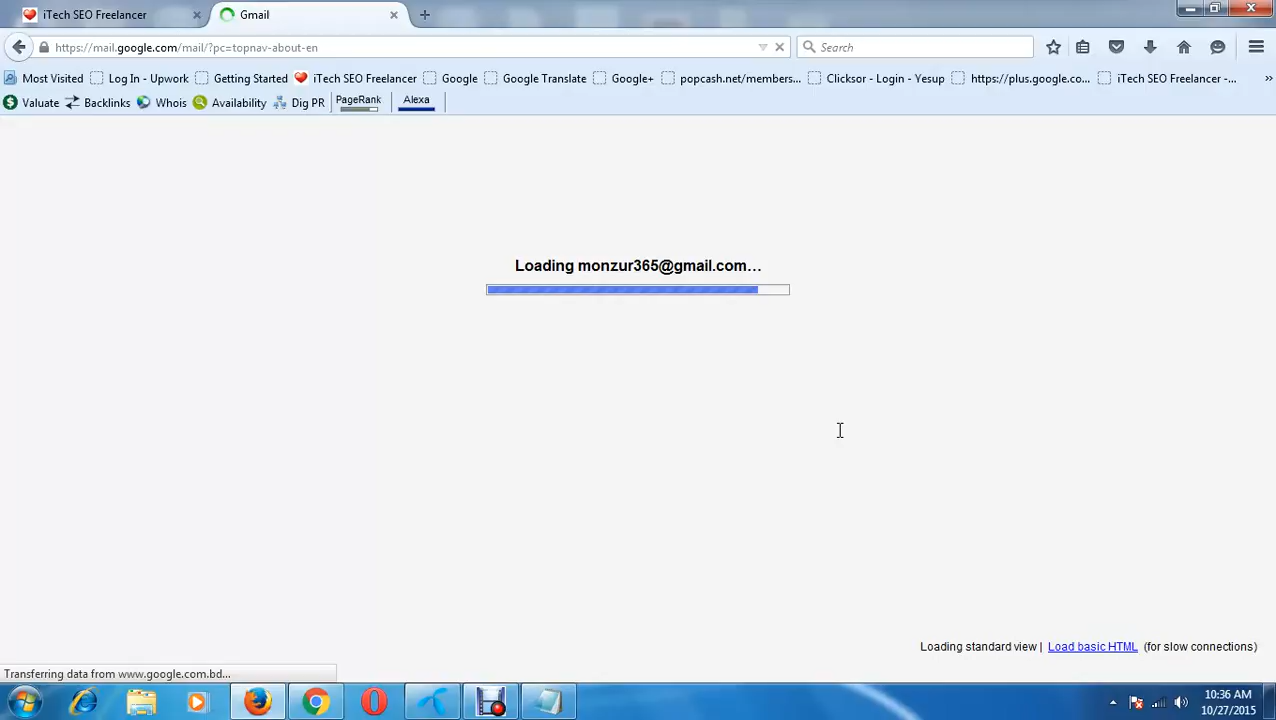 iTech SEO Freelancer
Gmail
https://mail.google.com/mail/?pc=topnav-about-en
Search
Most Visited
Log In - Upwork
Getting Started
iTech SEO Freelancer
Google
Google Translate
Google+
popcash.net/members...
Clicksor - Login - Yesup
https://plus.google.co...
iTech SEO Freelancer -...
Valuate
Backlinks
Whois
Availability
Dig PR
PageRank
Alexa
Loading monzur365@gmail.com...
Loading standard view | Load basic HTML (for slow connections)
Transferring data from www.google.com.bd...
10:36 AM
10/27/2015